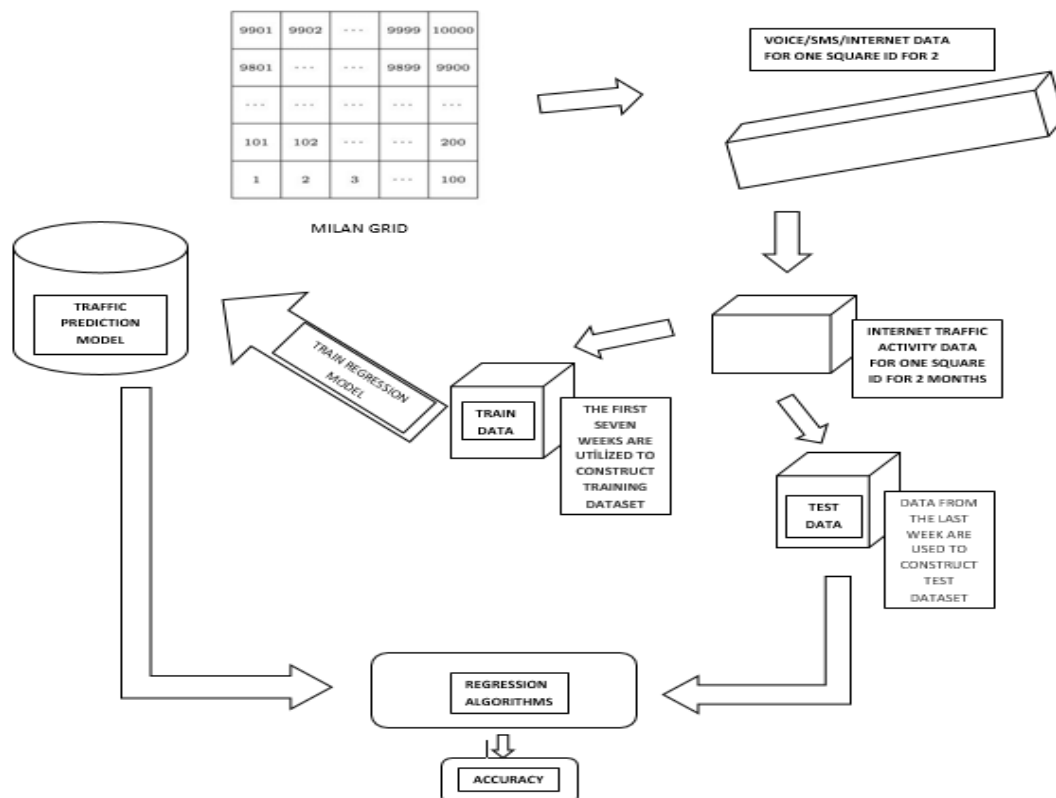 9901 9902 --- 9999 10000
9801 --- --- 9899 9900
--- --- --- --- ---
101 102 --- --- 200
1 2 3 --- 100
MILAN GRID
VOICE/SMS/INTERNET DATA
FOR ONE SQUARE ID FOR 2
TRAFFIC
PREDICTION
MODEL
TRAIN REGRESSION
MODEL
INTERNET TRAFFIC
ACTIVITY DATA
FOR ONE SQUARE
ID FOR 2 MONTHS
TRAIN
DATA
THE FIRST
SEVEN
WEEKS ARE
UTİLİZED TO
CONSTRUCT
TRAINING
DATASET
TEST
DATA
DATA FROM
THE LAST
WEEK ARE
USED TO
CONSTRUCT
TEST
DATASET
REGRESSION
ALGORITHMS
ACCURACY